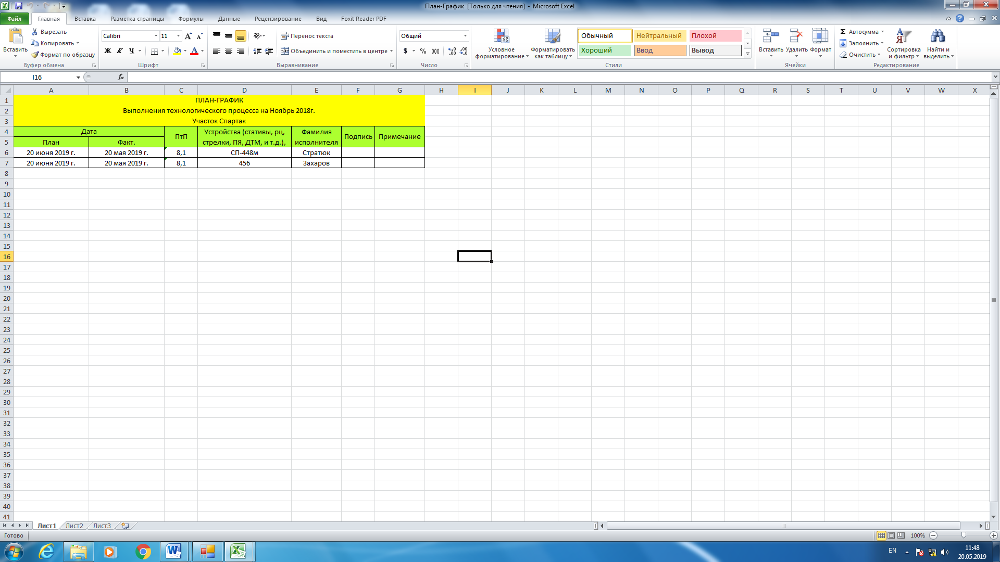 План-График [Только для чтения] - Microsoft Excel
Файл Главная Вставка Разметка страницы Формулы Данные Рецензирование Вид Foxit Reader PDF
Вставить
Вырезать
Копировать
Формат по образцу
Буфер обмена
Calibri 11
Ж К Ч
Шрифт
Перенос текста
Объединить и поместить в центре
Выравнивание
Общий
$ % 000
Число
Условное форматирование
Форматировать как таблицу
Обычный Нейтральный Плохой
Хороший Ввод Вывод
Стили
Вставить Удалить Формат
Ячейки
Σ Автосумма
Заполнить
Очистить
Сортировка и фильтр
Найти и выделить
Редактирование
I16 fx
A B C D E F G H I J K L M N O P Q R S T U V W X
1 ПЛАН-ГРАФИК
2 Выполнения технологического процесса на Ноябрь 2018г.
3 Участок Спартак
4 Дата ПтП Устройства (стативы, рц, Фамилия Подпись Примечание
5 План Факт. стрелки, ПЯ, ДТМ, и т.д.), исполнителя
6 20 июня 2019 г. 20 мая 2019 г. 8,1 СП-448м Стратюк
7 20 июня 2019 г. 20 мая 2019 г. 8,1 456 Захаров
8
9
10
11
12
13
14
15
16
17
18
19
20
21
22
23
24
25
26
27
28
29
30
31
32
33
34
35
36
37
38
39
40
41
Лист1 Лист2 Лист3
Готово 100%
EN 11:48
20.05.2019